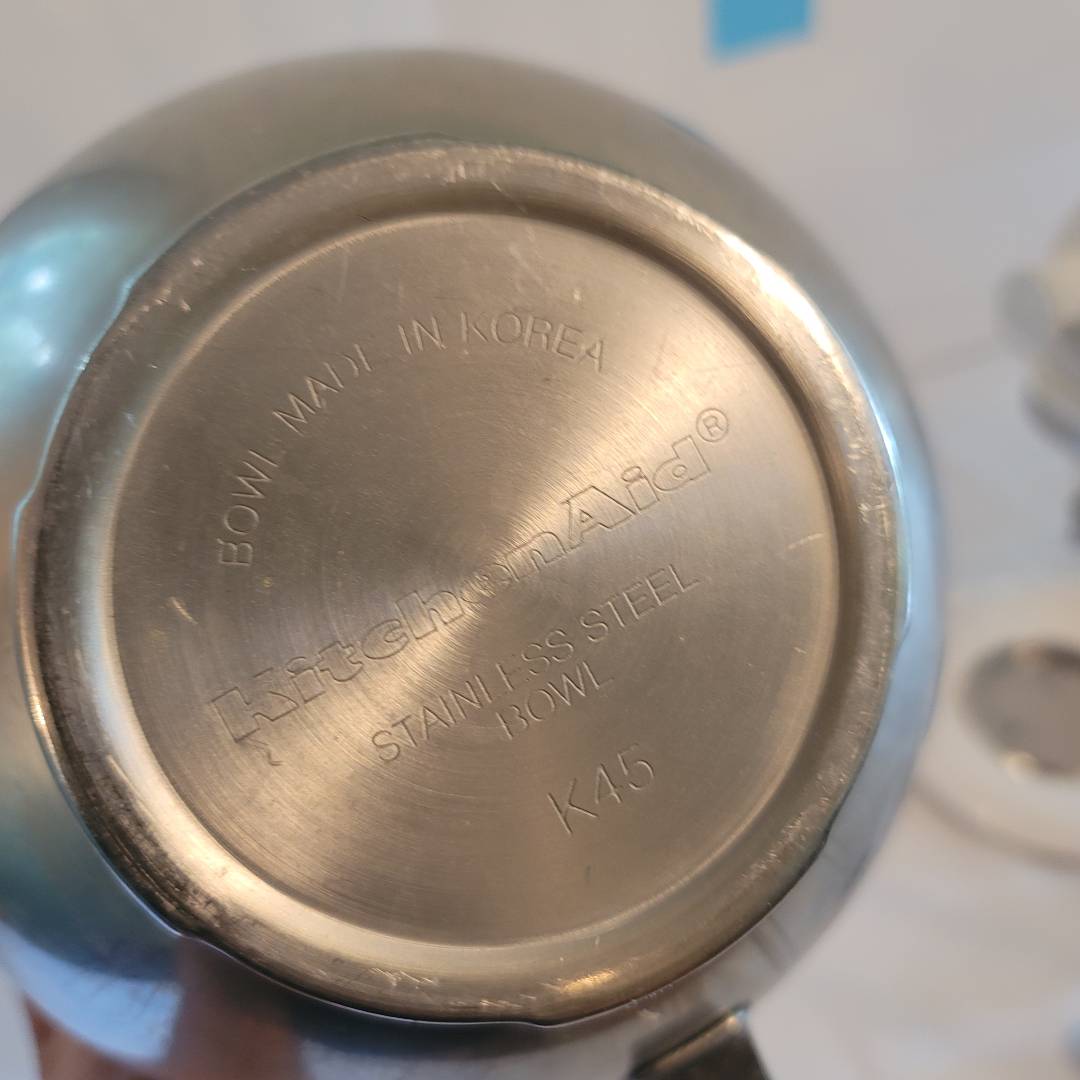 BOWL MADE IN KOREA
KitchenAid®
STAINLESS STEEL
BOWL
K45